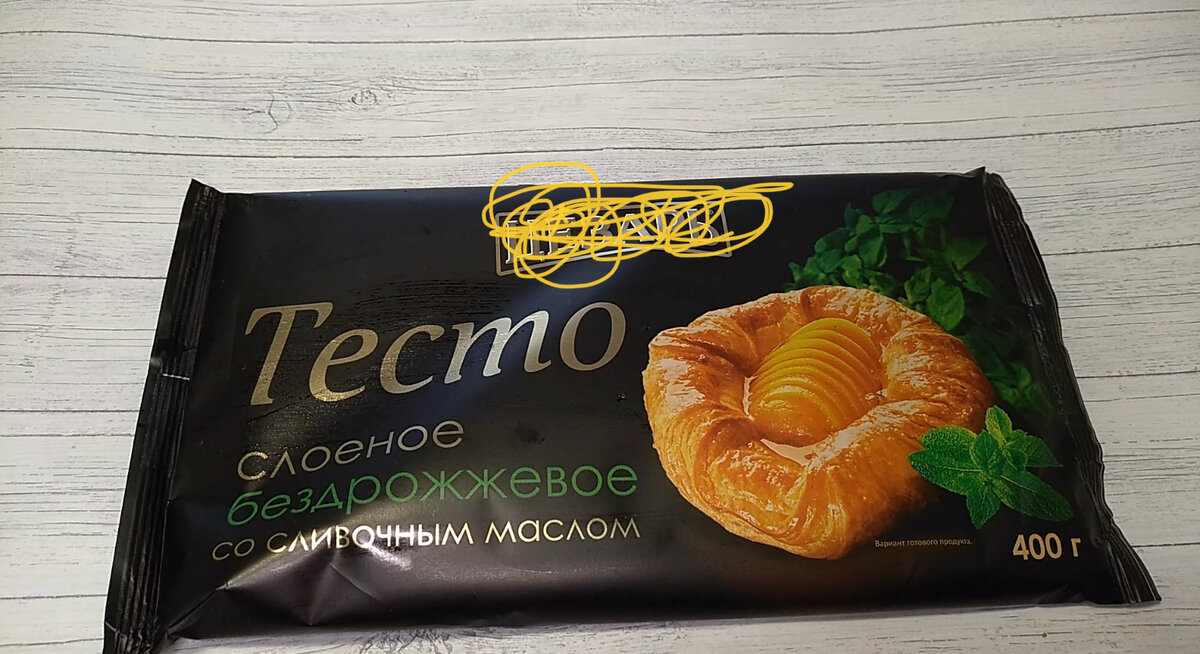 Тесто
слоеное
бездрожжевое
со сливочным маслом
Вариант готового продукта.
400 г